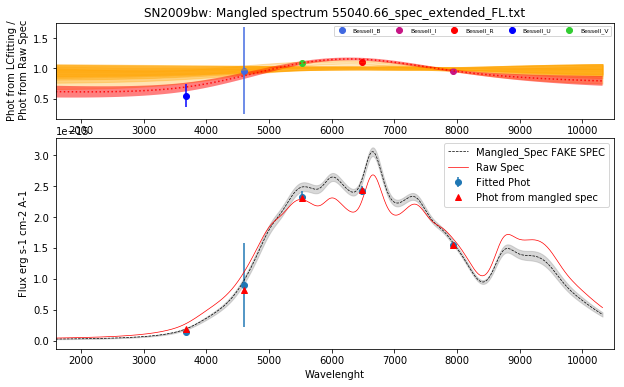 SN2009bw: Mangled spectrum 55040.66_spec_extended_FL.txt
Phot from LCfitting /
Phot from Raw Spec
1.5
1.0
0.5
Bessell_B
Bessell_I
Bessell_R
Bessell_U
Bessell_V
2000 3000 4000 5000 6000 7000 8000 9000 10000
Flux erg s-1 cm-2 A-1
3.0
2.5
2.0
1.5
1.0
0.5
0.0
Mangled_Spec FAKE SPEC
Raw Spec
Fitted Phot
Phot from mangled spec
2000 3000 4000 5000 6000 7000 8000 9000 10000
Wavelenght